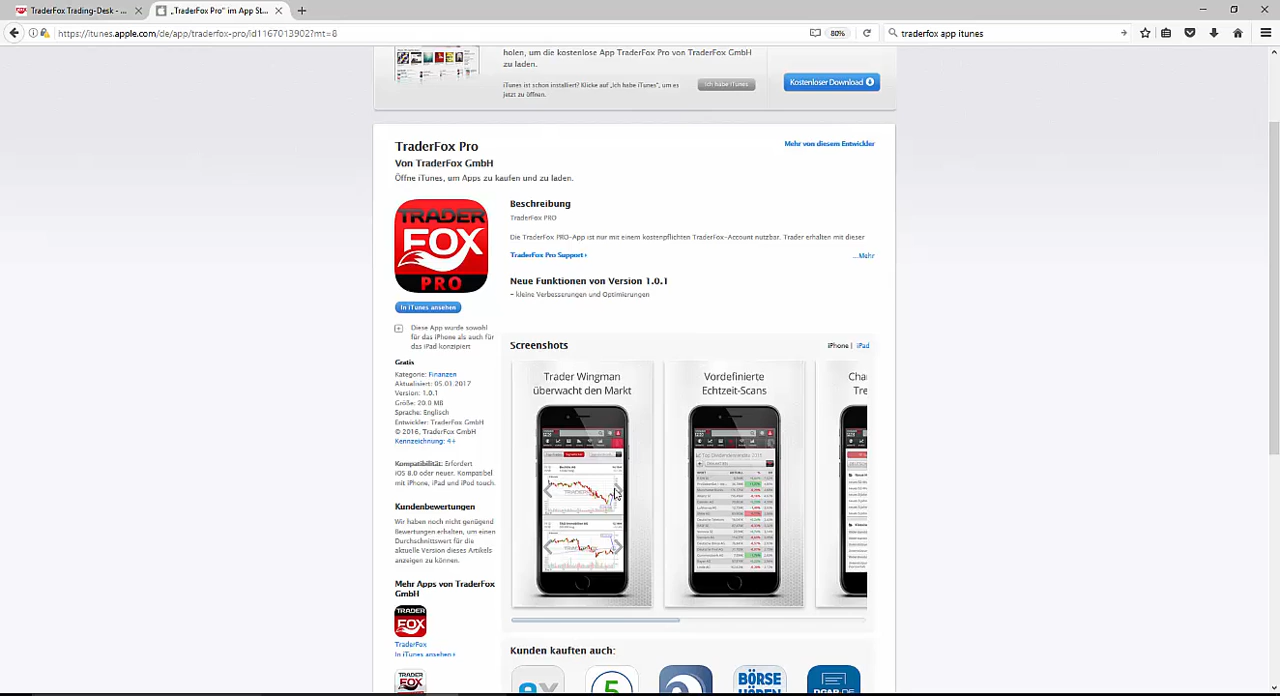 TraderFox Trading-Desk - ...
„TraderFox Pro" im App St...
https://itunes.apple.com/de/app/traderfox-pro/id1167013902?mt=8
80%
traderfox app itunes
holen, um die kostenlose App TraderFox Pro von TraderFox GmbH
zu laden.
iTunes ist schon installiert? Klicke auf „Ich habe iTunes", um es
jetzt zu öffnen.
Ich habe iTunes
Kostenloser Download
TraderFox Pro
Mehr von diesem Entwickler
Von TraderFox GmbH
Öffne iTunes, um Apps zu kaufen und zu laden.
TRADER
FOX
PRO
In iTunes ansehen
Beschreibung
TraderFox PRO
Die TraderFox PRO-App ist nur mit einem kostenpflichten TraderFox-Account nutzbar. Trader erhalten mit dieser
TraderFox Pro Support
...Mehr
Neue Funktionen von Version 1.0.1
- kleine Verbesserungen und Optimierungen
Diese App wurde sowohl
für das iPhone als auch für
das iPad konzipiert
Gratis
Kategorie: Finanzen
Aktualisiert: 05.01.2017
Version: 1.0.1
Größe: 20.0 MB
Sprache: Englisch
Entwickler: TraderFox GmbH
© 2016, TraderFox GmbH
Kennzeichnung: 4+
Kompatibilität: Erfordert
iOS 8.0 oder neuer. Kompatibel
mit iPhone, iPad und iPod touch.
Kundenbewertungen
Wir haben noch nicht genügend
Bewertungen erhalten, um einen
Durchschnittswert für die
aktuelle Version dieses Artikels
anzeigen zu können.
Mehr Apps von TraderFox
GmbH
TRADER
FOX
TraderFox
In iTunes ansehen
TRADER
FOX
Screenshots
iPhone | iPad
Trader Wingman
überwacht den Markt
Vordefinierte
Echtzeit-Scans
Cha
Tre
Kunden kauften auch:
5
BÖRSE
HÖREN